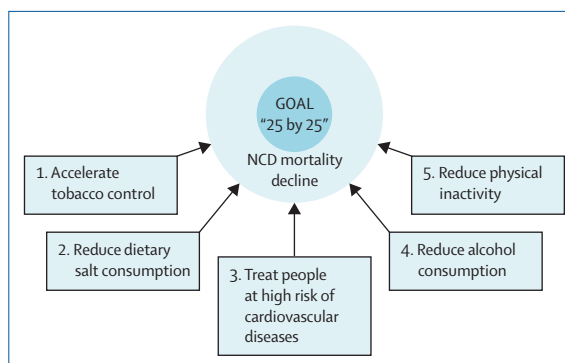 GOAL
“25 by 25”
NCD mortality
decline
1. Accelerate
tobacco control
2. Reduce dietary
salt consumption
3. Treat people
at high risk of
cardiovascular
diseases
4. Reduce alcohol
consumption
5. Reduce physical
inactivity